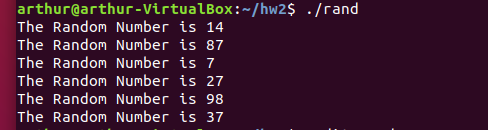 arthur@arthur-VirtualBox:~/hw2$ ./rand
The Random Number is 14
The Random Number is 87
The Random Number is 7
The Random Number is 27
The Random Number is 98
The Random Number is 37